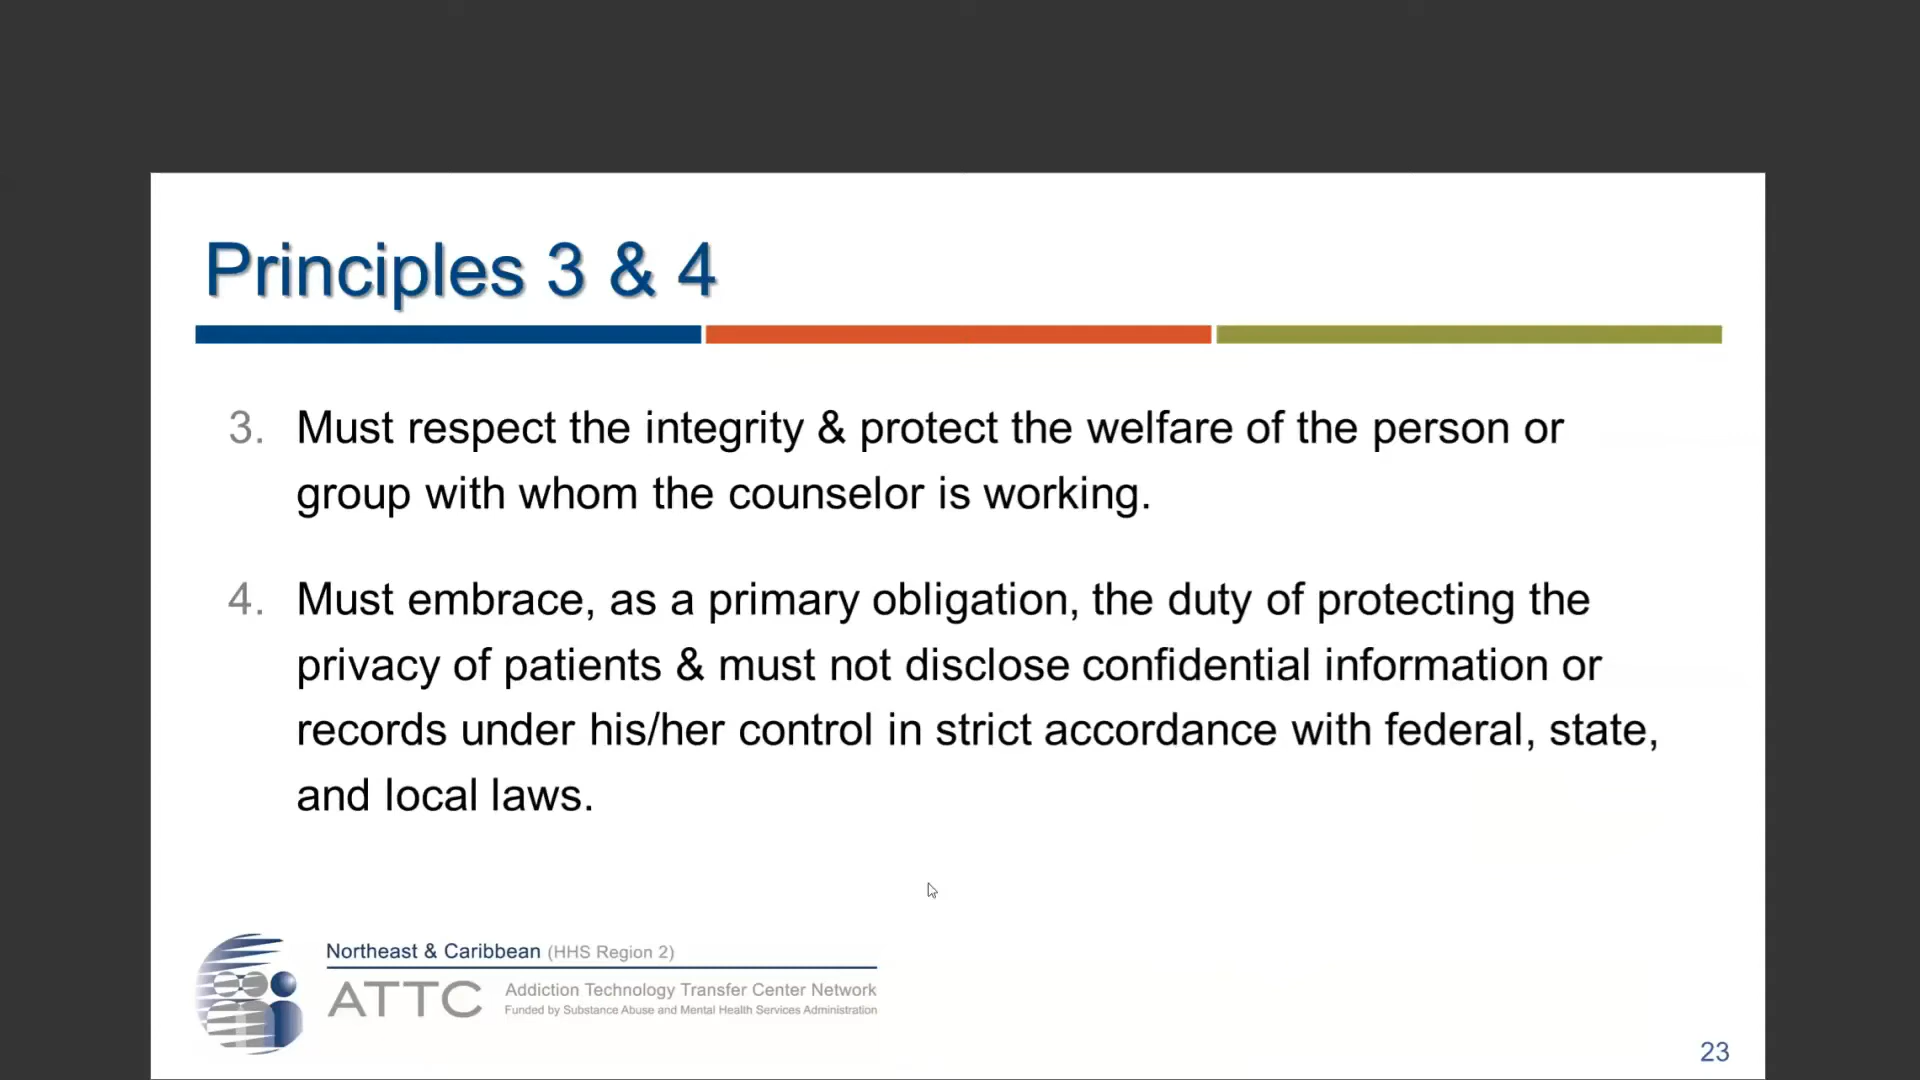 Principles 3 & 4
3. Must respect the integrity & protect the welfare of the person or
group with whom the counselor is working.
4. Must embrace, as a primary obligation, the duty of protecting the
privacy of patients & must not disclose confidential information or
records under his/her control in strict accordance with federal, state,
and local laws.
Northeast & Caribbean (HHS Region 2)
ATTC Addiction Technology Transfer Center Network
Funded by Substance Abuse and Mental Health Services Administration
23